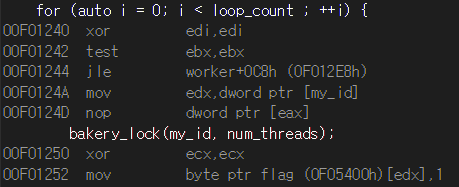 for (auto i = 0; i < loop_count ; ++i) {
00F01240 xor edi,edi
00F01242 test ebx,ebx
00F01244 jle worker+0C8h (0F012E8h)
00F0124A mov edx,dword ptr [my_id]
00F0124D nop dword ptr [eax]
bakery_lock(my_id, num_threads);
00F01250 xor ecx,ecx
00F01252 mov byte ptr flag (0F05400h)[edx],1